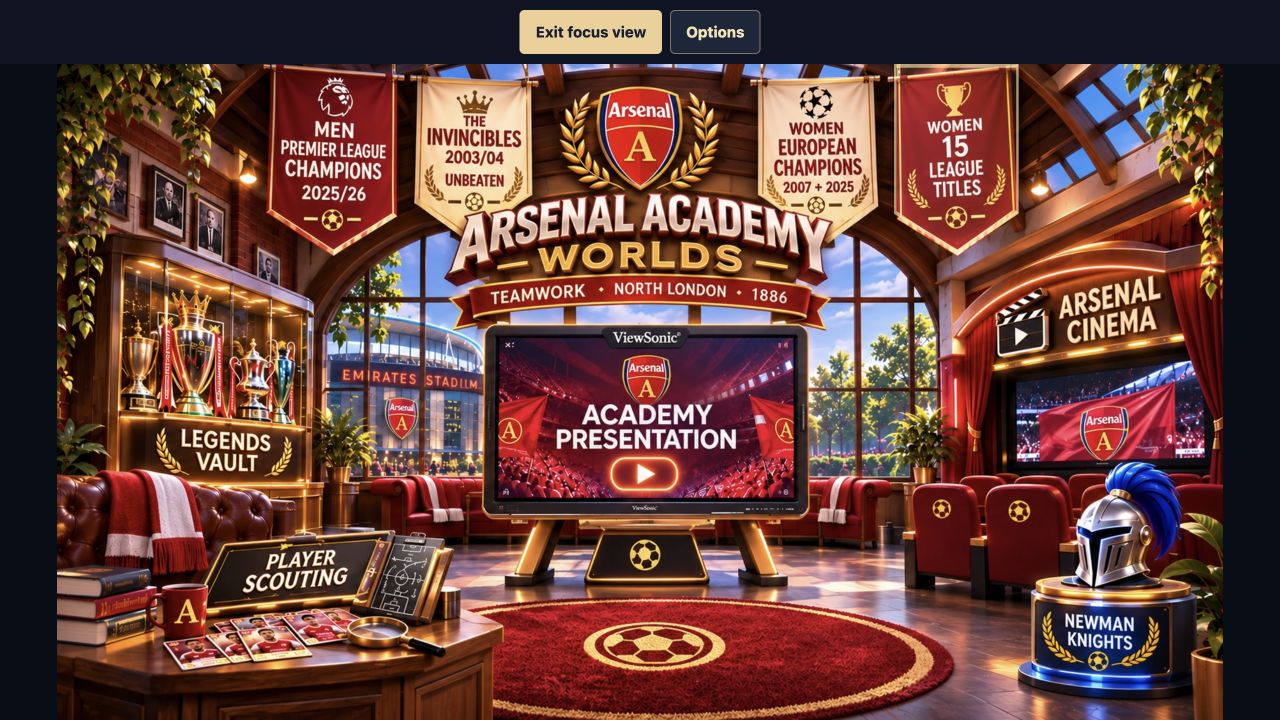 Exit focus view
Options
MEN
PREMIER LEAGUE
CHAMPIONS
2025/26
THE
INVINCIBLES
2003/04
UNBEATEN
Arsenal
A
WOMEN
EUROPEAN
CHAMPIONS
2007 + 2025
WOMEN
15
LEAGUE
TITLES
ARSENAL ACADEMY
WORLDS
TEAMWORK • NORTH LONDON • 1886
ARSENAL
CINEMA
EMIRATES STADIUM
Arsenal
ViewSonic®
Arsenal
A
ACADEMY
PRESENTATION
A
A
ViewSonic
Arsenal
A
LEGENDS
VAULT
PLAYER
SCOUTING
A
NEWMAN
KNIGHTS